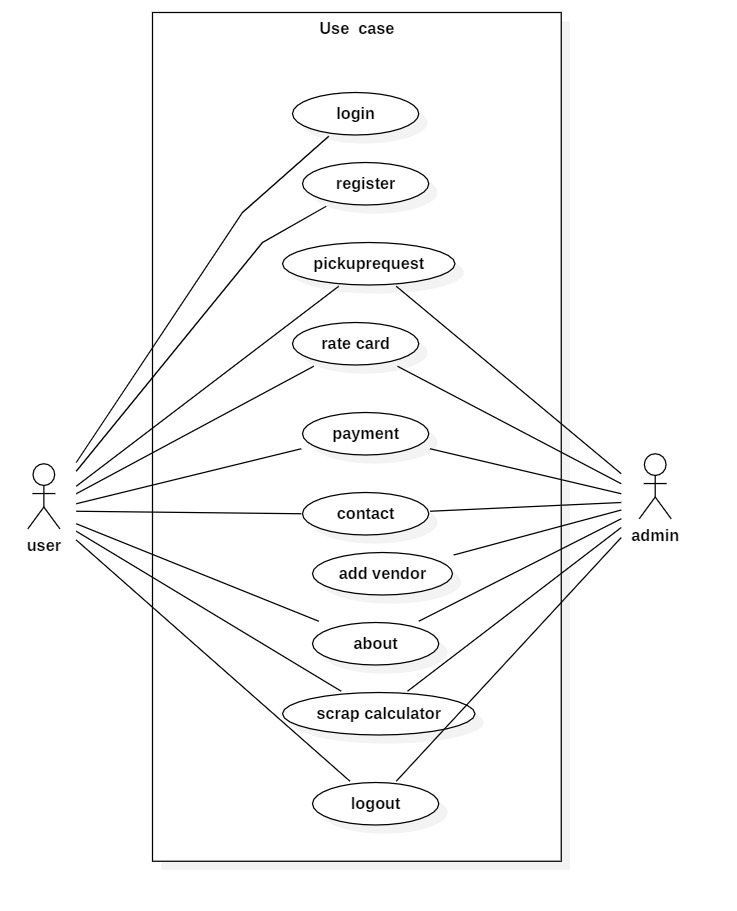 Use case
login
register
pickuprequest
rate card
payment
contact
add vendor
about
scrap calculator
logout
user
admin